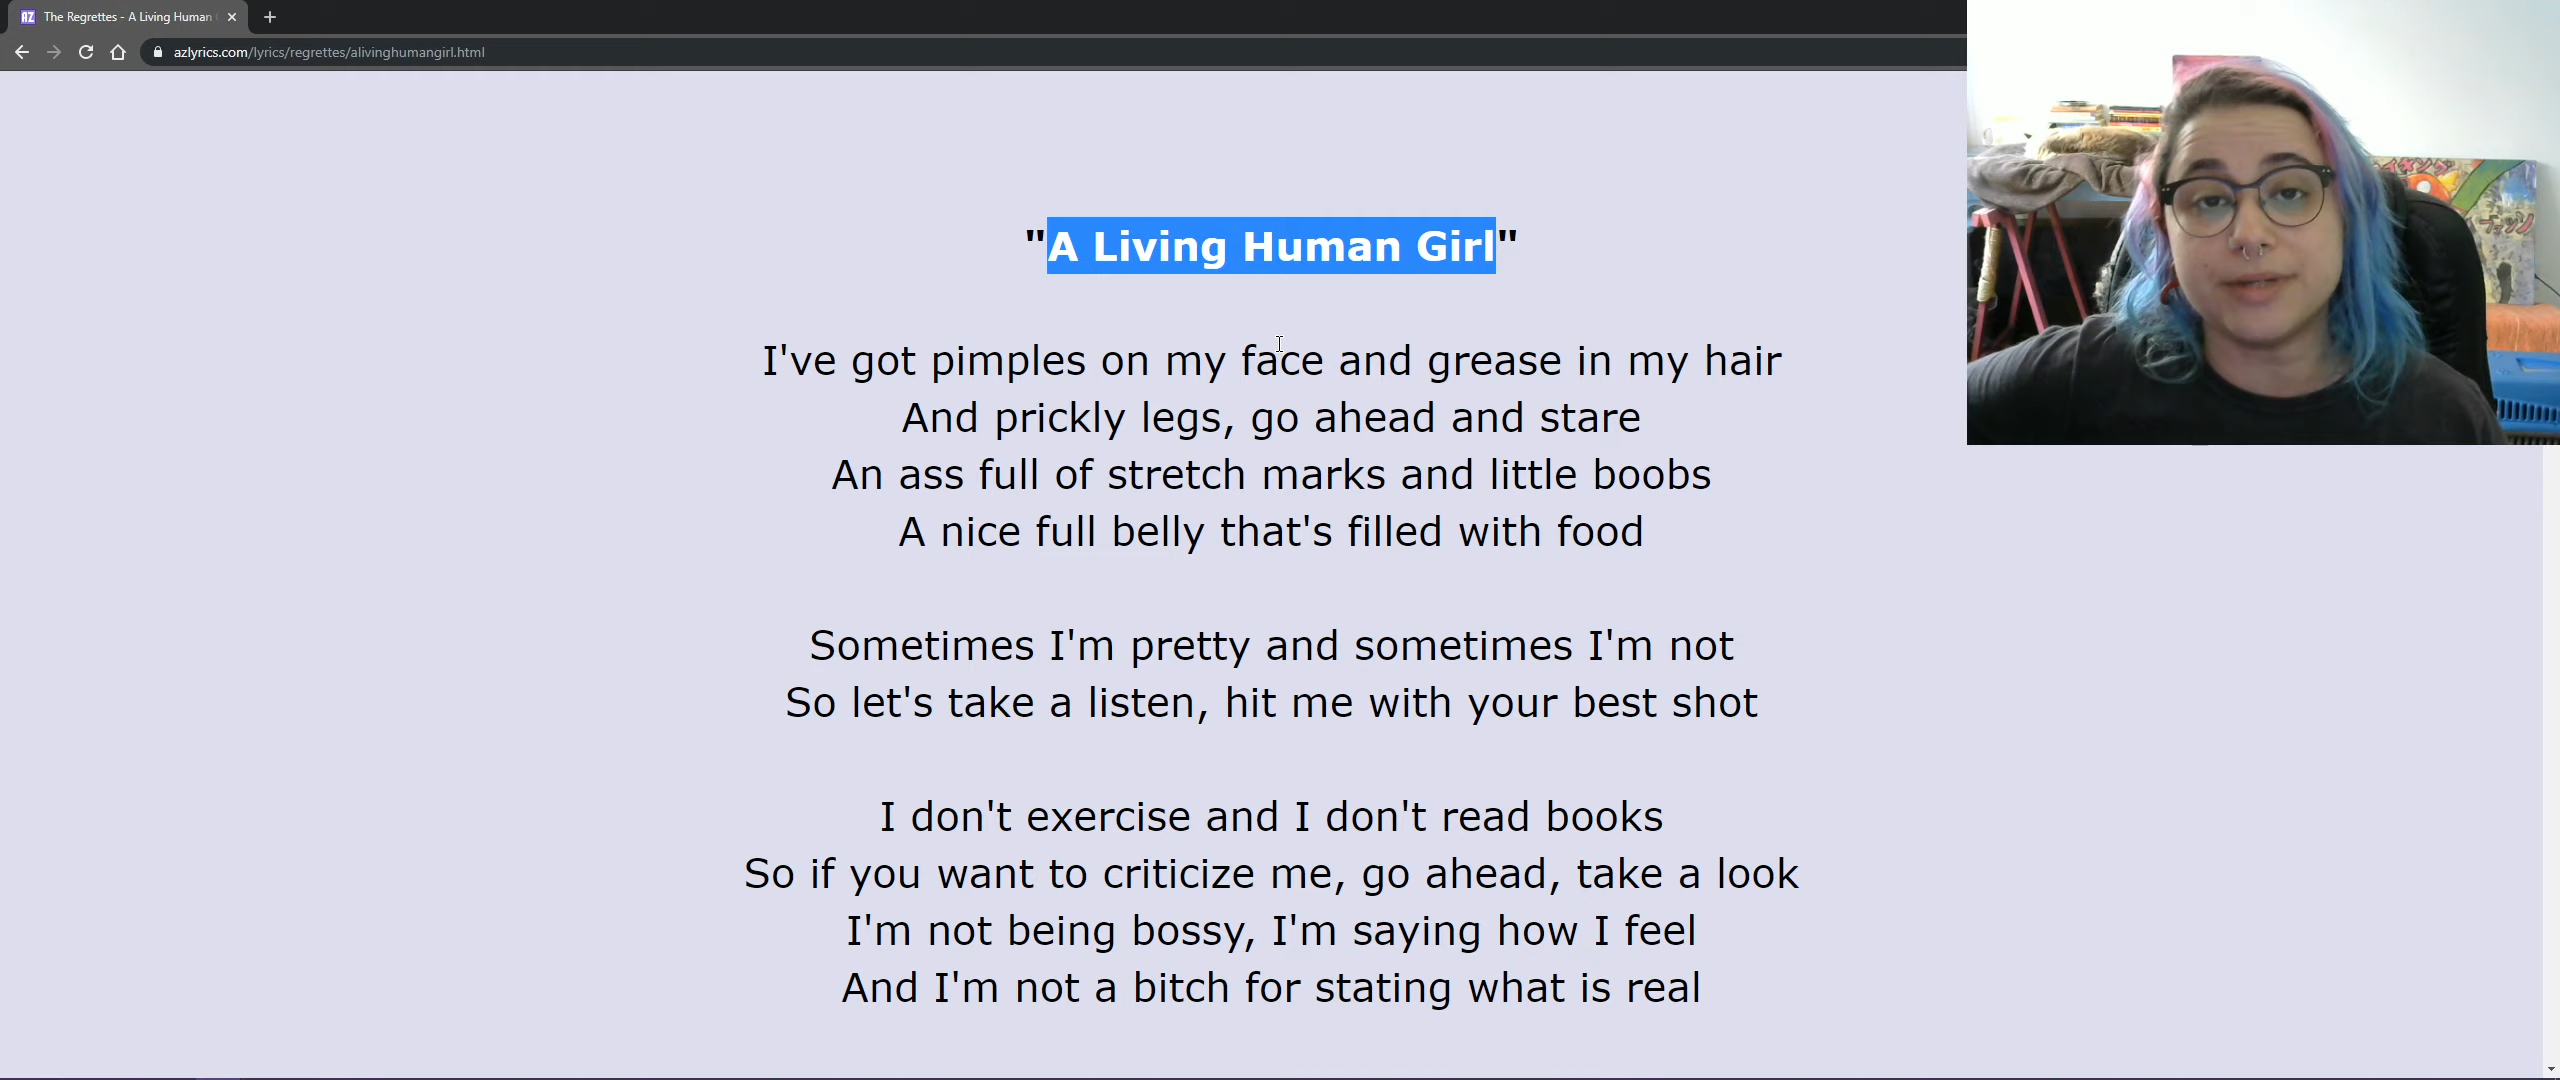 The Regrettes - A Living Human
azlyrics.com/lyrics/regrettes/alivinghumangirl.html
"A Living Human Girl"
I've got pimples on my face and grease in my hair
And prickly legs, go ahead and stare
An ass full of stretch marks and little boobs
A nice full belly that's filled with food
Sometimes I'm pretty and sometimes I'm not
So let's take a listen, hit me with your best shot
I don't exercise and I don't read books
So if you want to criticize me, go ahead, take a look
I'm not being bossy, I'm saying how I feel
And I'm not a bitch for stating what is real